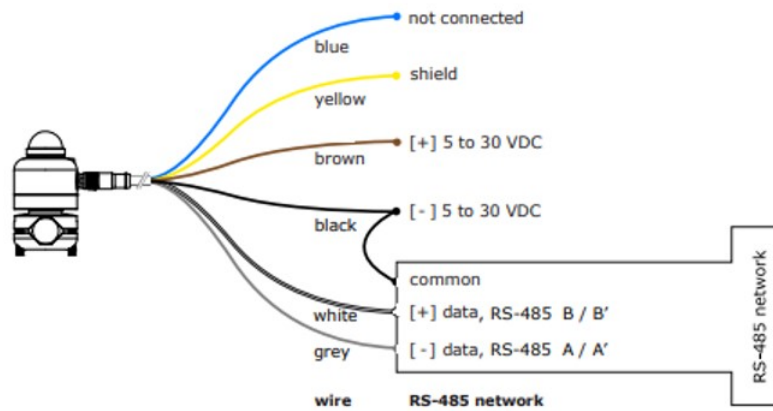 not connected
blue
shield
yellow
[+] 5 to 30 VDC
brown
[-] 5 to 30 VDC
black
common
[+] data, RS-485 B / B'
white
[-] data, RS-485 A / A'
grey
RS-485 network
wire RS-485 network